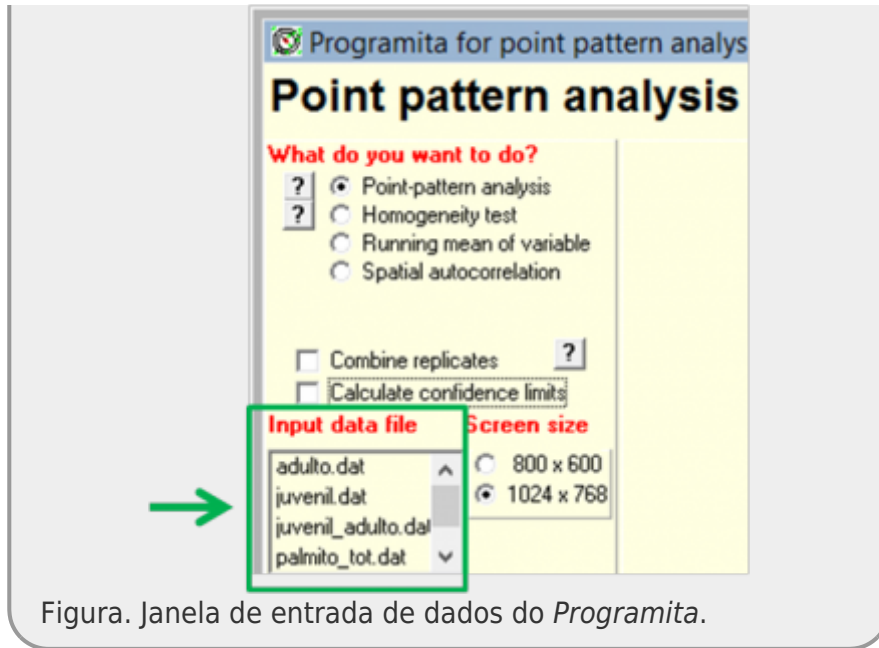 Programita for point pattern analys
Point pattern analysis
What do you want to do?
? Point-pattern analysis
? Homogeneity test
Running mean of variable
Spatial autocorrelation
Combine replicates ?
Calculate confidence limits
Input data file Screen size
adulto.dat 800 x 600
juvenil.dat 1024 x 768
juvenil_adulto.dat
palmito_tot.dat
Figura. Janela de entrada de dados do Programita.